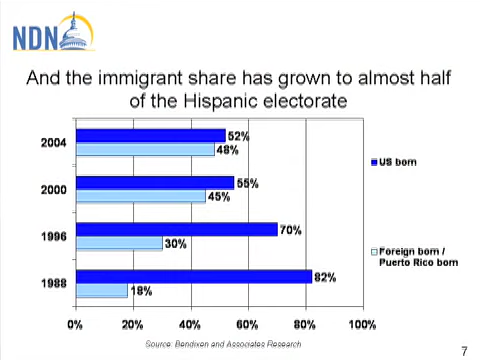 NDN
And the immigrant share has grown to almost half
of the Hispanic electorate
2004
52%
48%
2000
55%
45%
1996
70%
30%
1988
82%
18%
0% 20% 40% 60% 80% 100%
US born
Foreign born /
Puerto Rico born
Source: Bendixen and Associates Research
7